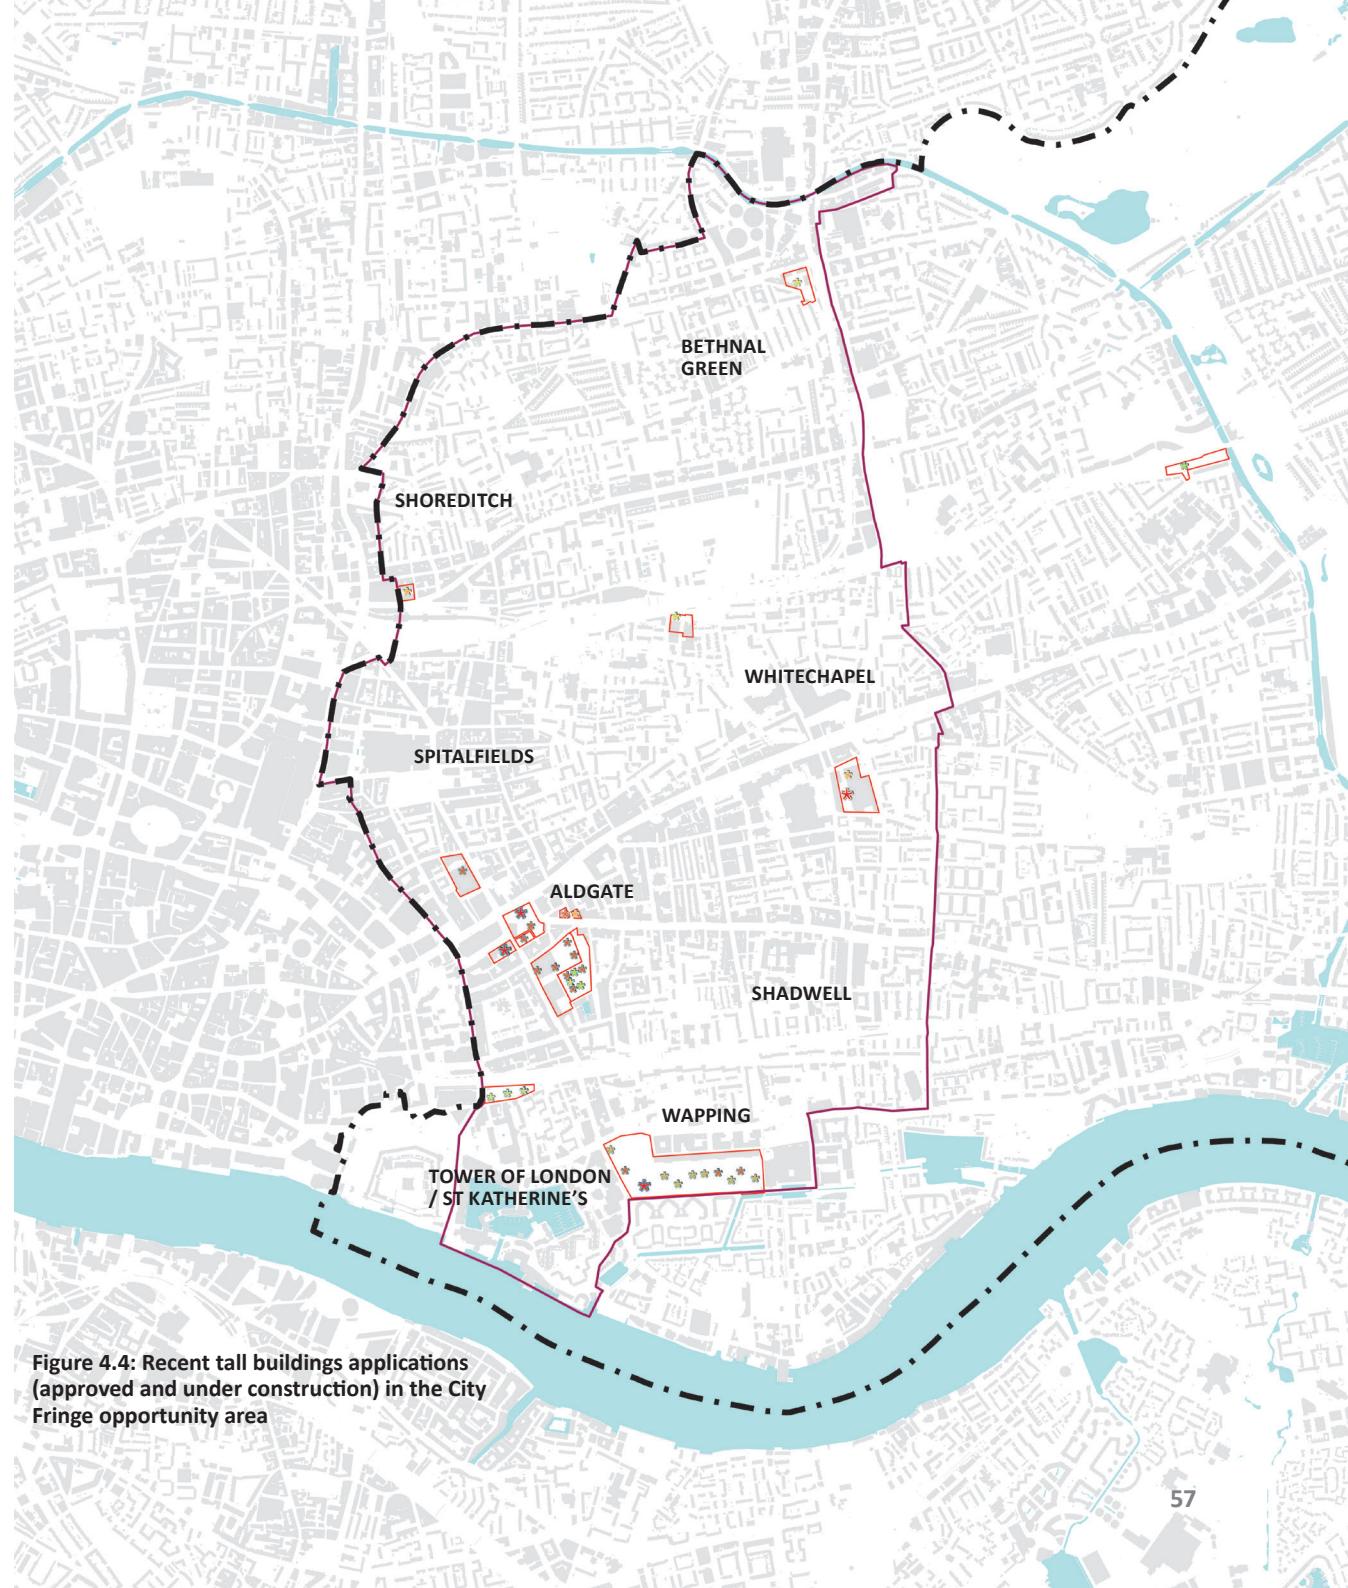 BETHNAL
GREEN
SHOREDITCH
WHITECHAPEL
SPITALFIELDS
ALDGATE
SHADWELL
WAPPING
TOWER OF LONDON
/ ST KATHERINE’S
Figure 4.4: Recent tall buildings applications
(approved and under construction) in the City
Fringe opportunity area
57